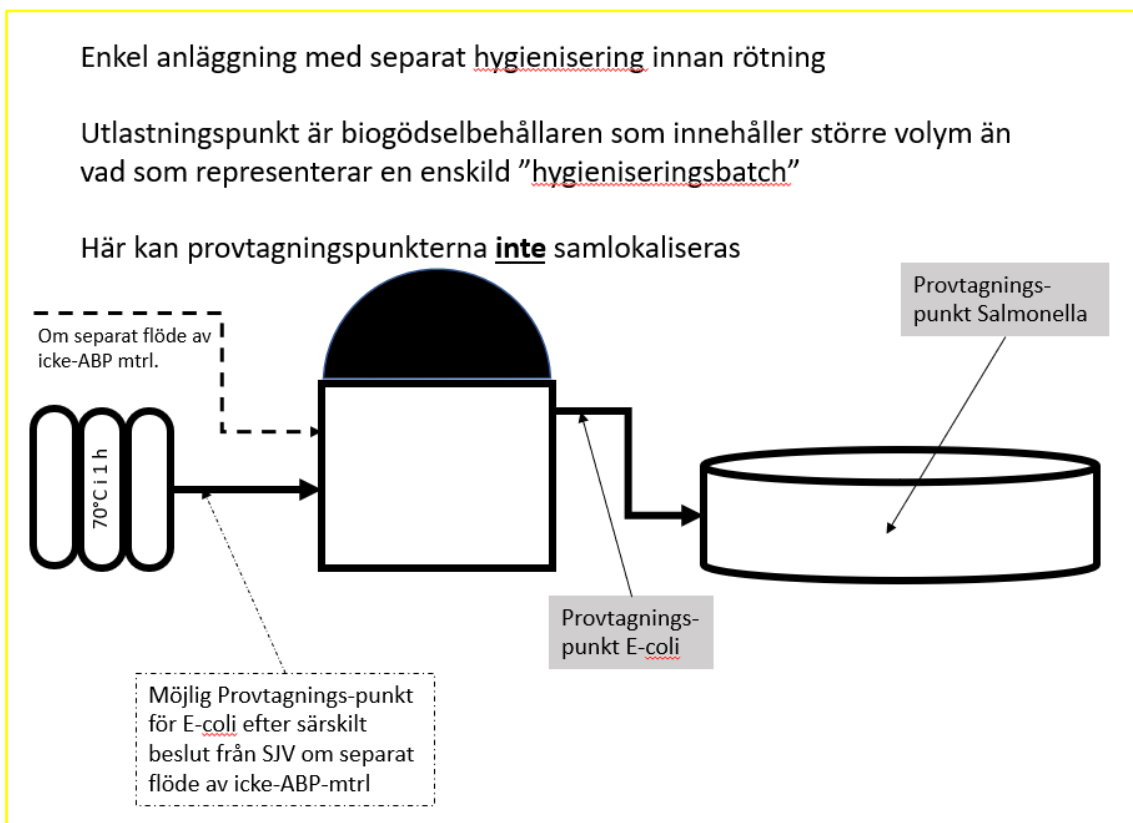 Enkel anläggning med separat hygienisering innan rötning
Utlastningspunkt är biogödselbehållaren som innehåller större volym än
vad som representerar en enskild ”hygieniseringsbatch”
Här kan provtagningspunkterna inte samlokaliseras
Provtagnings-
punkt Salmonella
Om separat flöde av
icke-ABP mtrl.
70°C i 1 h
Provtagnings-
punkt E-coli
Möjlig Provtagnings-punkt
för E-coli efter särskilt
beslut från SJV om separat
flöde av icke-ABP-mtrl